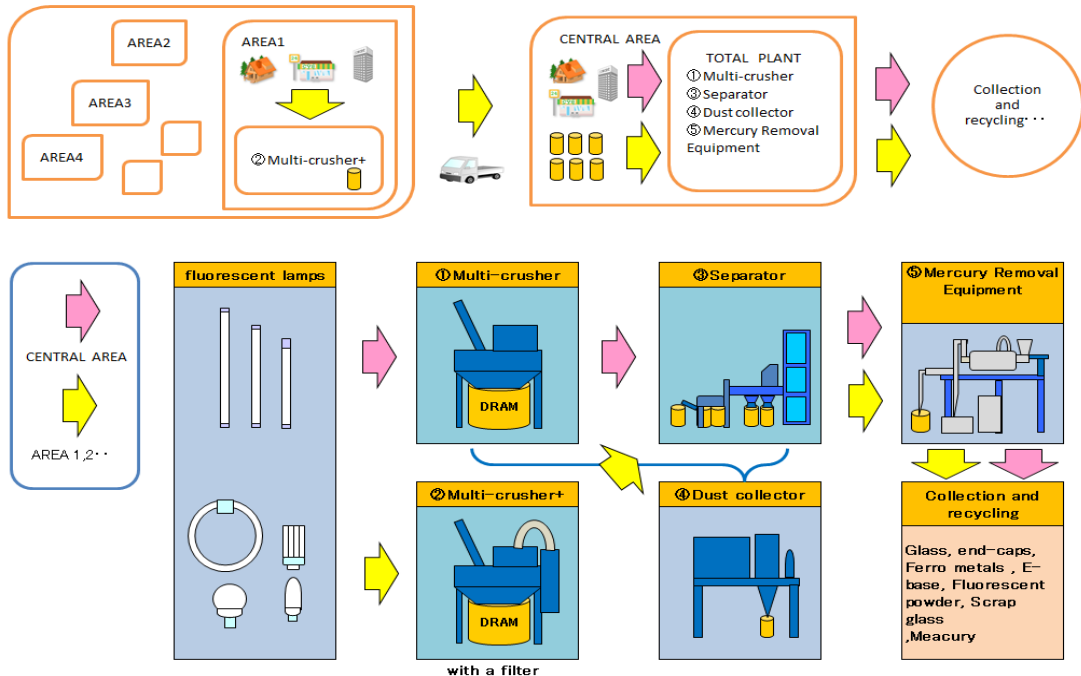 AREA2
AREA1
AREA3
AREA4
②Multi-crusher+
CENTRAL AREA
TOTAL PLANT
①Multi-crusher
③Separator
④Dust collector
⑤Mercury Removal
Equipment
Collection
and
recycling･･･
CENTRAL AREA
AREA 1,2･･
fluorescent lamps
①Multi-crusher
DRAM
③Separator
⑤Mercury Removal
Equipment
②Multi-crusher+
DRAM
with a filter
④Dust collector
Collection and
recycling
Glass, end-caps,
Ferro metals , E-
base, Fluorescent
powder, Scrap
glass
,Meacury